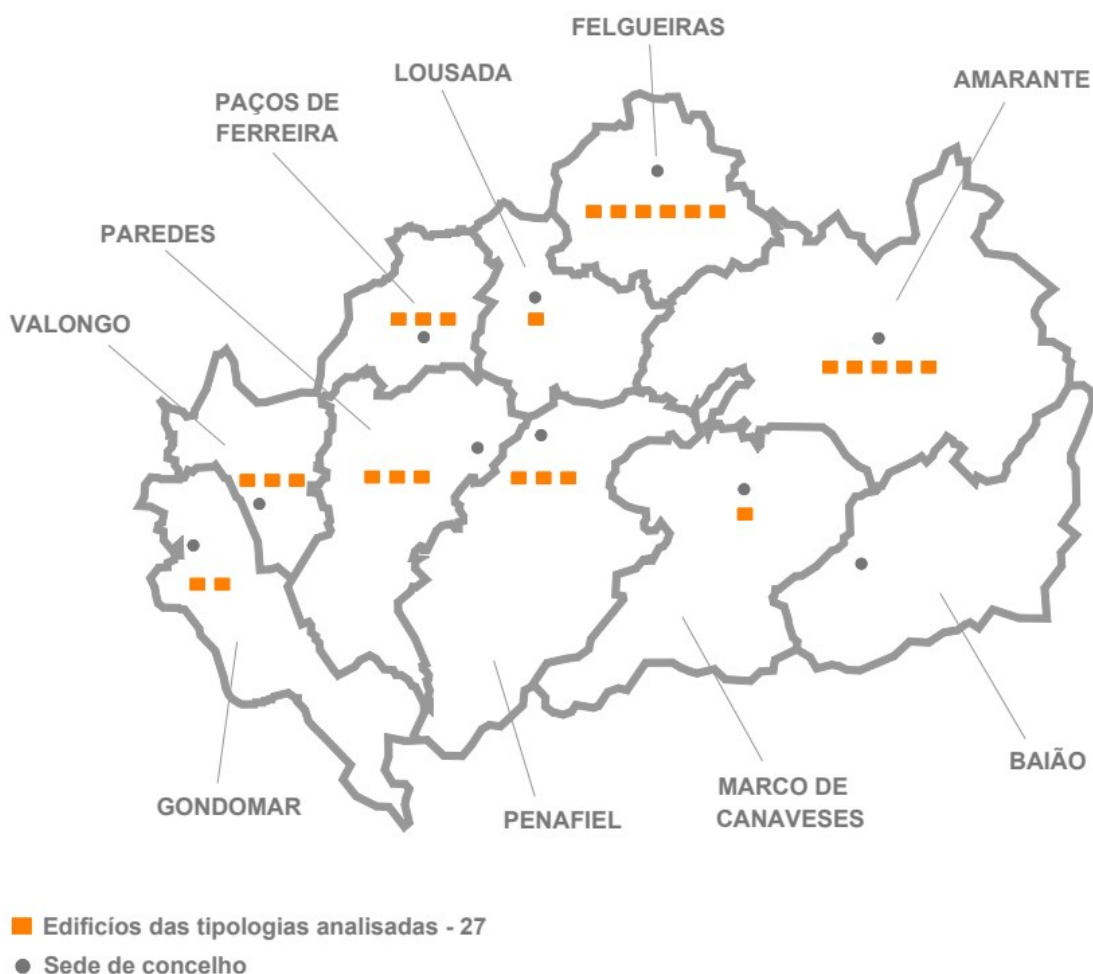 FELGUEIRAS
LOUSADA
AMARANTE
PAÇOS DE
FERREIRA
PAREDES
VALONGO
BAIÃO
MARCO DE
CANAVESES
GONDOMAR
PENAFIEL
Edificíos das tipologias analisadas - 27
Sede de concelho